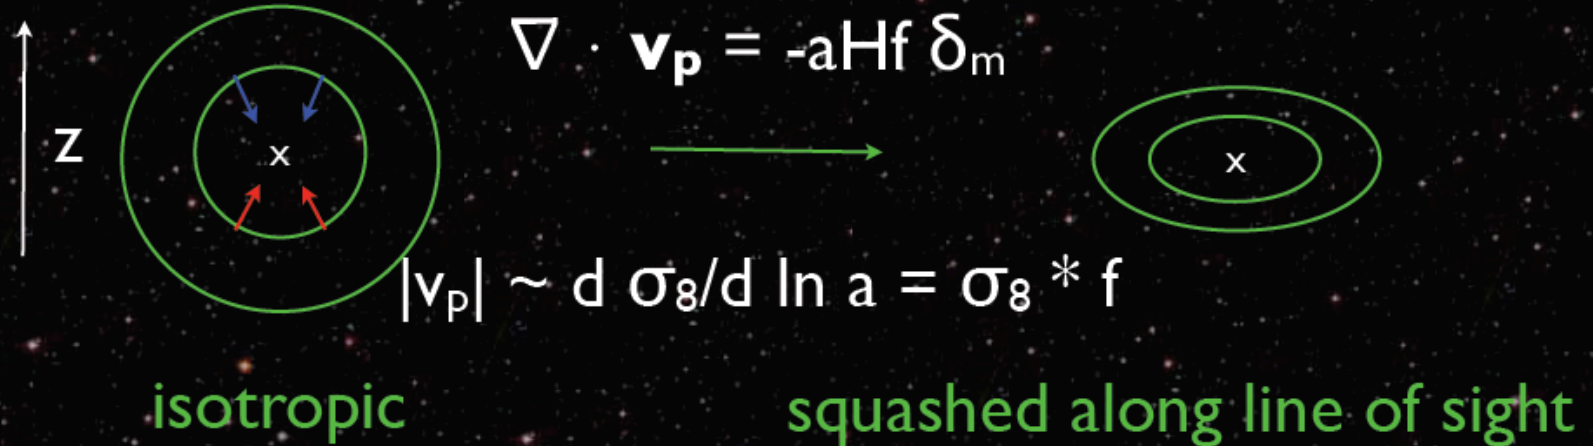 ∇ · vₚ = -aHf δₘ
z
x
x
|vₚ| ~ d σ₈/d ln a = σ₈ * f
isotropic
squashed along line of sight